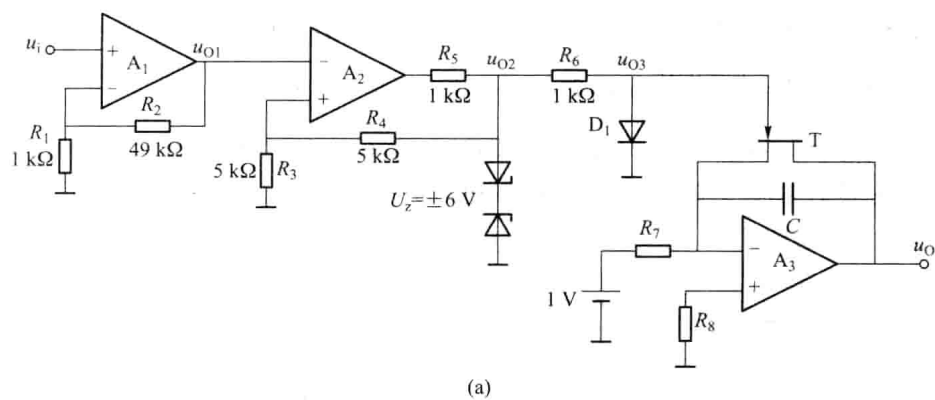 u_i
A_1
+
−
u_O1
R_2
49 kΩ
R_1
1 kΩ
A_2
−
+
R_3
5 kΩ
R_4
5 kΩ
R_5
1 kΩ
u_O2
U_z=±6 V
R_6
1 kΩ
u_O3
D_1
T
C
R_7
1 V
A_3
−
+
R_8
u_O
(a)